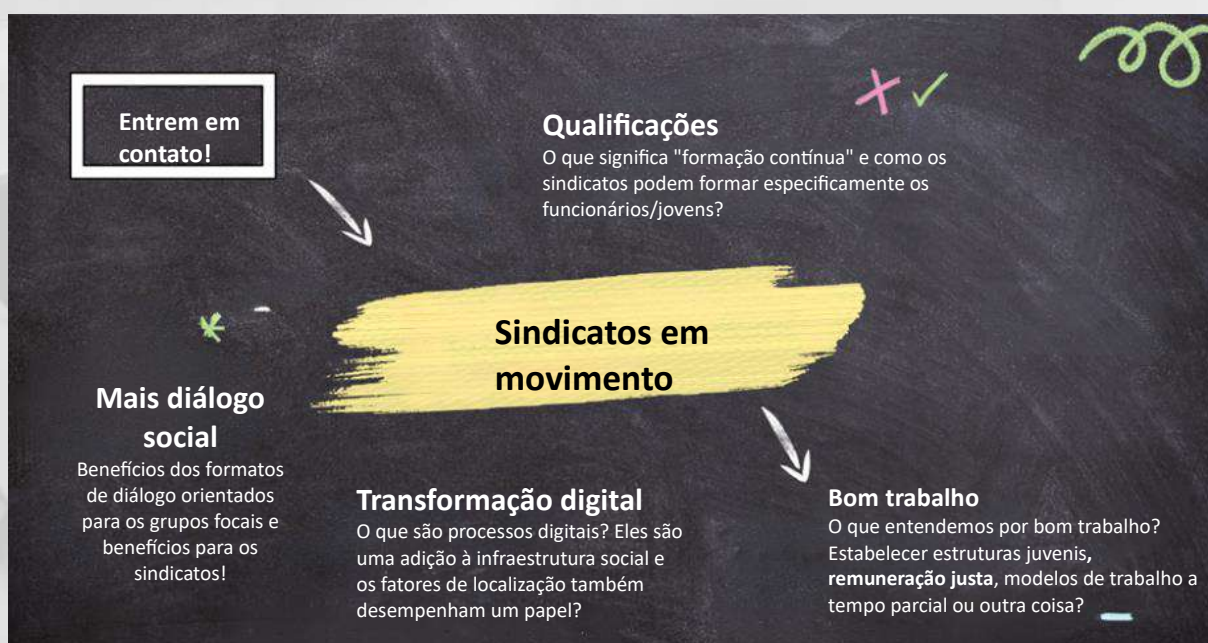 Entrem em
contato!
Qualificações
O que significa "formação contínua" e como os
sindicatos podem formar especificamente os
funcionários/jovens?
Sindicatos em
movimento
Mais diálogo
social
Benefícios dos formatos
de diálogo orientados
para os grupos focais e
benefícios para os
sindicatos!
Transformação digital
O que são processos digitais? Eles são
uma adição à infraestrutura social e
os fatores de localização também
desempenham um papel?
Bom trabalho
O que entendemos por bom trabalho?
Estabelecer estruturas juvenis,
remuneração justa, modelos de trabalho a
tempo parcial ou outra coisa?